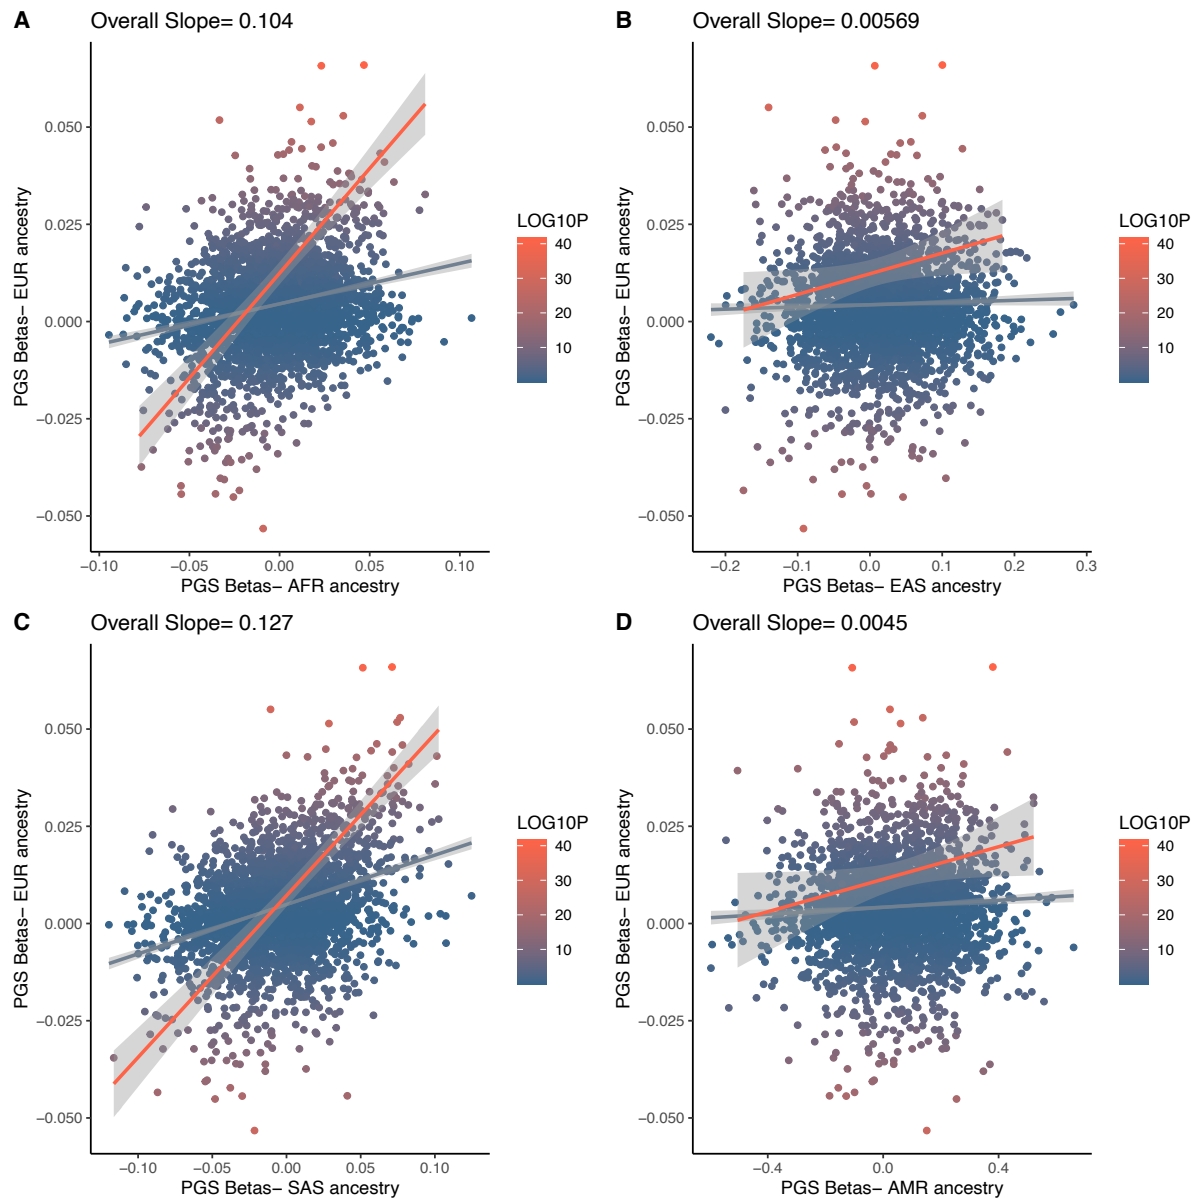 A Overall Slope= 0.104
PGS Betas− EUR ancestry
0.050
0.025
0.000
−0.025
−0.050
−0.10 −0.05 0.00 0.05 0.10
PGS Betas− AFR ancestry
LOG10P
40
30
20
10
B Overall Slope= 0.00569
PGS Betas− EUR ancestry
0.050
0.025
0.000
−0.025
−0.050
−0.2 −0.1 0.0 0.1 0.2 0.3
PGS Betas− EAS ancestry
LOG10P
40
30
20
10
C Overall Slope= 0.127
PGS Betas− EUR ancestry
0.050
0.025
0.000
−0.025
−0.050
−0.10 −0.05 0.00 0.05 0.10
PGS Betas− SAS ancestry
LOG10P
40
30
20
10
D Overall Slope= 0.0045
PGS Betas− EUR ancestry
0.050
0.025
0.000
−0.025
−0.050
−0.4 0.0 0.4
PGS Betas− AMR ancestry
LOG10P
40
30
20
10